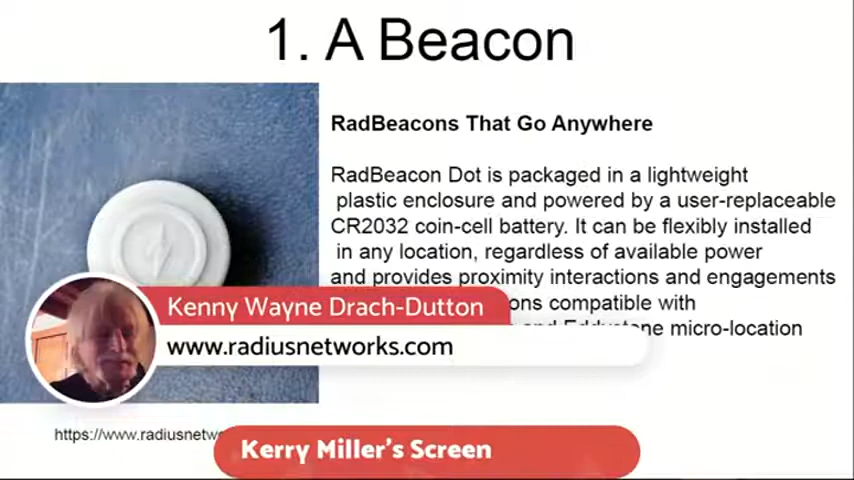 1. A Beacon
RadBeacons That Go Anywhere
RadBeacon Dot is packaged in a lightweight
plastic enclosure and powered by a user-replaceable
CR2032 coin-cell battery. It can be flexibly installed
in any location, regardless of available power
and provides proximity interactions and engagements
compatible with
micro-location
Kenny Wayne Drach-Dutton
www.radiusnetworks.com
https://www.radiusnetw
Kerry Miller's Screen